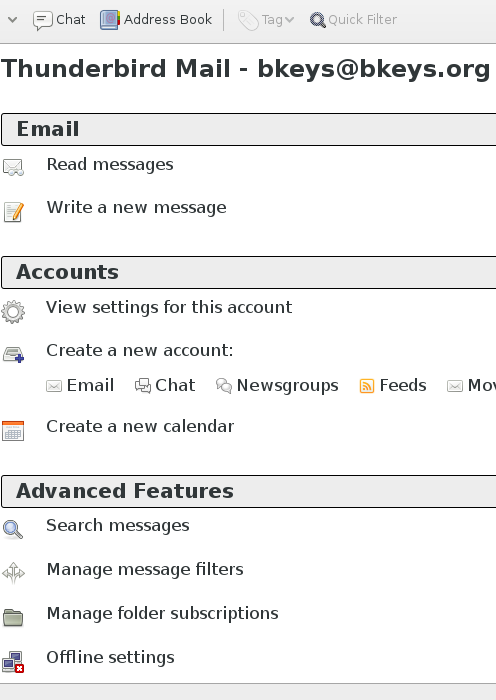 Chat Address Book Tag Quick Filter
Thunderbird Mail - bkeys@bkeys.org
Email
Read messages
Write a new message
Accounts
View settings for this account
Create a new account:
Email Chat Newsgroups Feeds
Create a new calendar
Advanced Features
Search messages
Manage message filters
Manage folder subscriptions
Offline settings